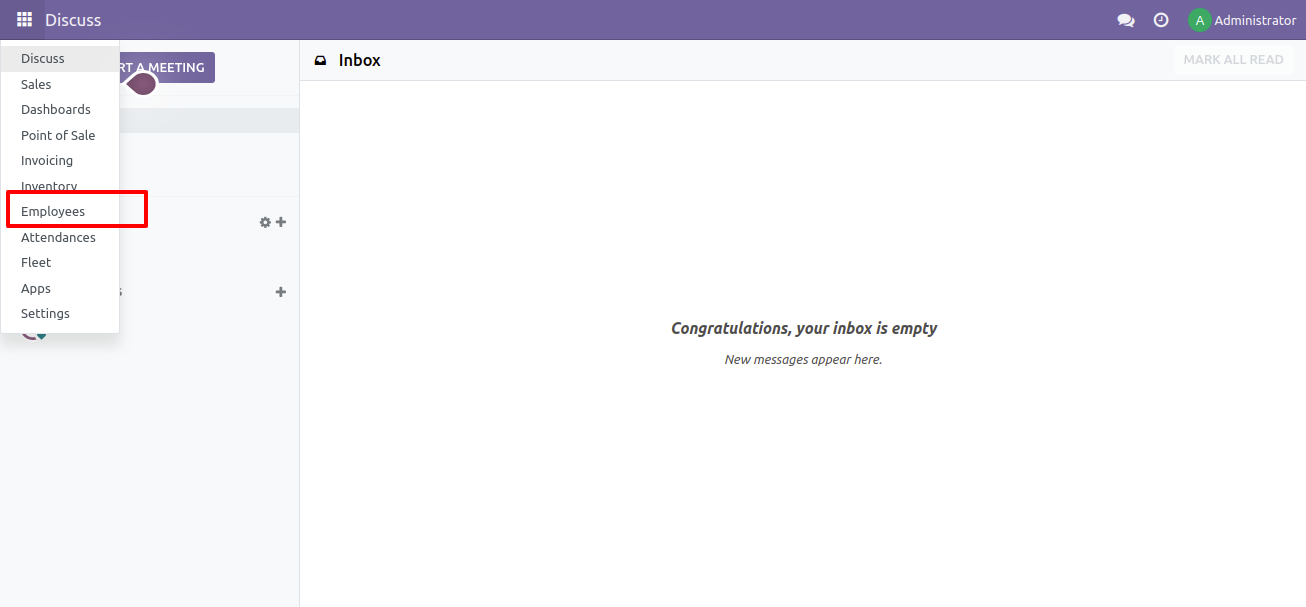 Discuss
A Administrator
Discuss
Sales
Dashboards
Point of Sale
Invoicing
Inventory
Employees
Attendances
Fleet
Apps
Settings
RT A MEETING
Inbox
MARK ALL READ
Congratulations, your inbox is empty
New messages appear here.